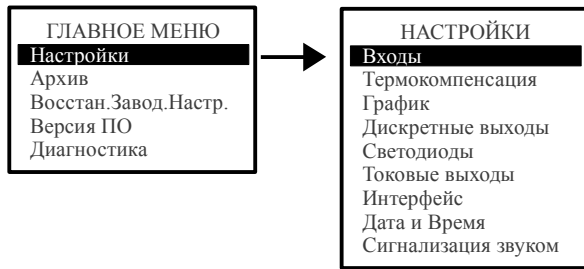 ГЛАВНОЕ МЕНЮ
Настройки
Архив
Восстан.Завод.Настр.
Версия ПО
Диагностика
НАСТРОЙКИ
Входы
Термокомпенсация
График
Дискретные выходы
Светодиоды
Токовые выходы
Интерфейс
Дата и Время
Сигнализация звуком